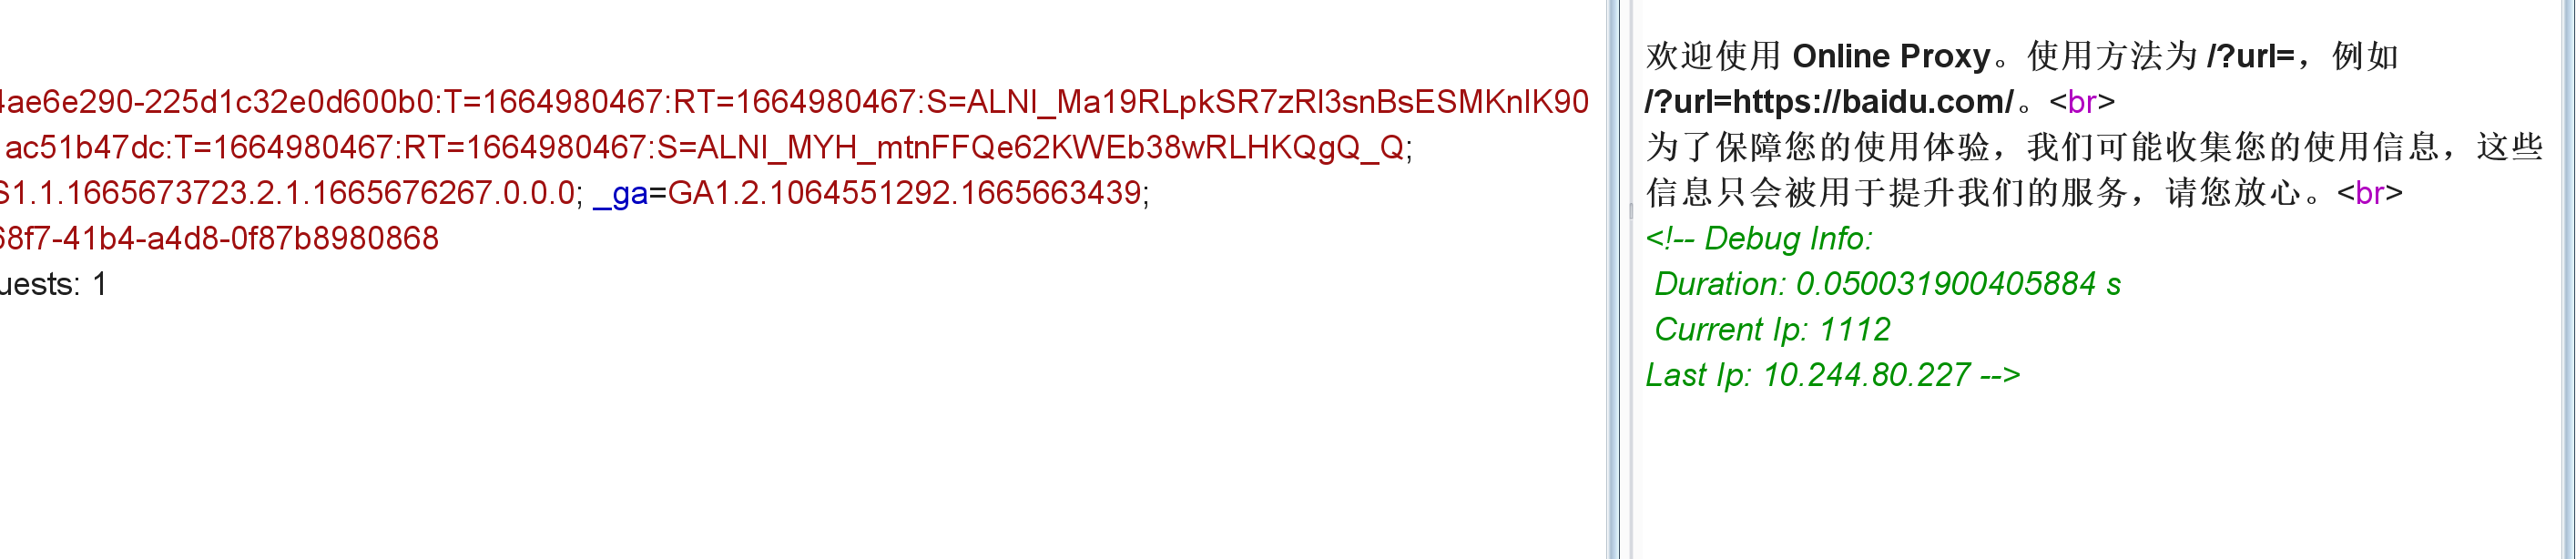 4ae6e290-225d1c32e0d600b0:T=1664980467:RT=1664980467:S=ALNI_Ma19RLpkSR7zRl3snBsESMKnIK90
ac51b47dc:T=1664980467:RT=1664980467:S=ALNI_MYH_mtnFFQe62KWEb38wRLHKQgQ_Q;
S1.1.1665673723.2.1.1665676267.0.0.0; _ga=GA1.2.1064551292.1665663439;
68f7-41b4-a4d8-0f87b8980868
uests: 1
欢迎使用 Online Proxy。使用方法为 /?url=，例如
/?url=https://baidu.com/。<br>
为了保障您的使用体验，我们可能收集您的使用信息，这些
信息只会被用于提升我们的服务，请您放心。<br>
<!-- Debug Info:
Duration: 0.050031900405884 s
Current Ip: 1112
Last Ip: 10.244.80.227 -->